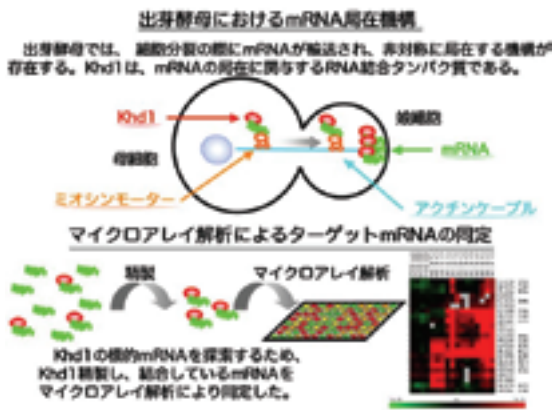 出芽酵母におけるmRNA局在機構
出芽酵母では、細胞分裂の際にmRNAが輸送され、非対称に局在する機構が
存在する。Khd1は、mRNAの局在に関与するRNA結合タンパク質である。
Khd1
娘細胞
母細胞
mRNA
ミオシンモーター
アクチンケーブル
マイクロアレイ解析によるターゲットmRNAの同定
精製
マイクロアレイ解析
Khd1の標的mRNAを探索するため、
Khd1精製し、結合しているmRNAを
マイクロアレイ解析により同定した。